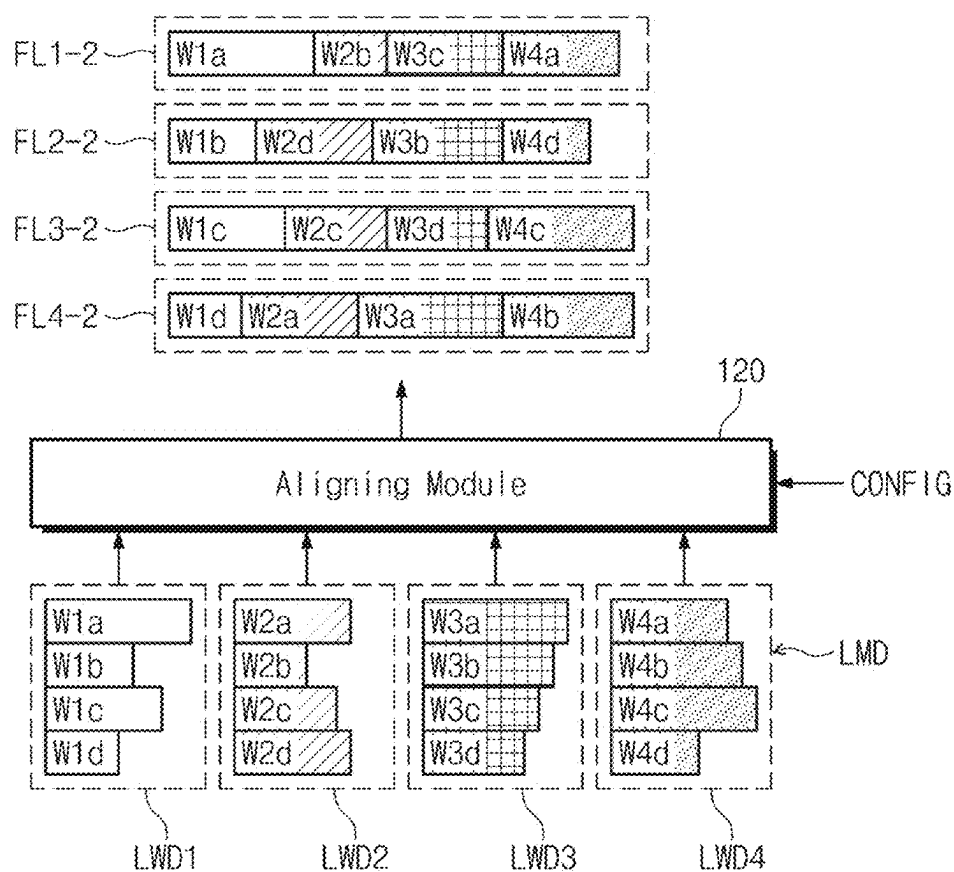 FL1-2 W1a W2b W3c W4a
FL2-2 W1b W2d W3b W4d
FL3-2 W1c W2c W3d W4c
FL4-2 W1d W2a W3a W4b
120
Aligning Module
CONFIG
W1a W2a W3a W4a
W1b W2b W3b W4b
LMD
W1c W2c W3c W4c
W1d W2d W3d W4d
LWD1 LWD2 LWD3 LWD4